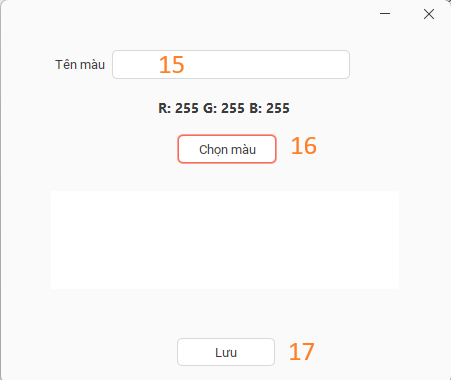 Tên màu 15
R: 255 G: 255 B: 255
Chọn màu 16
Lưu 17